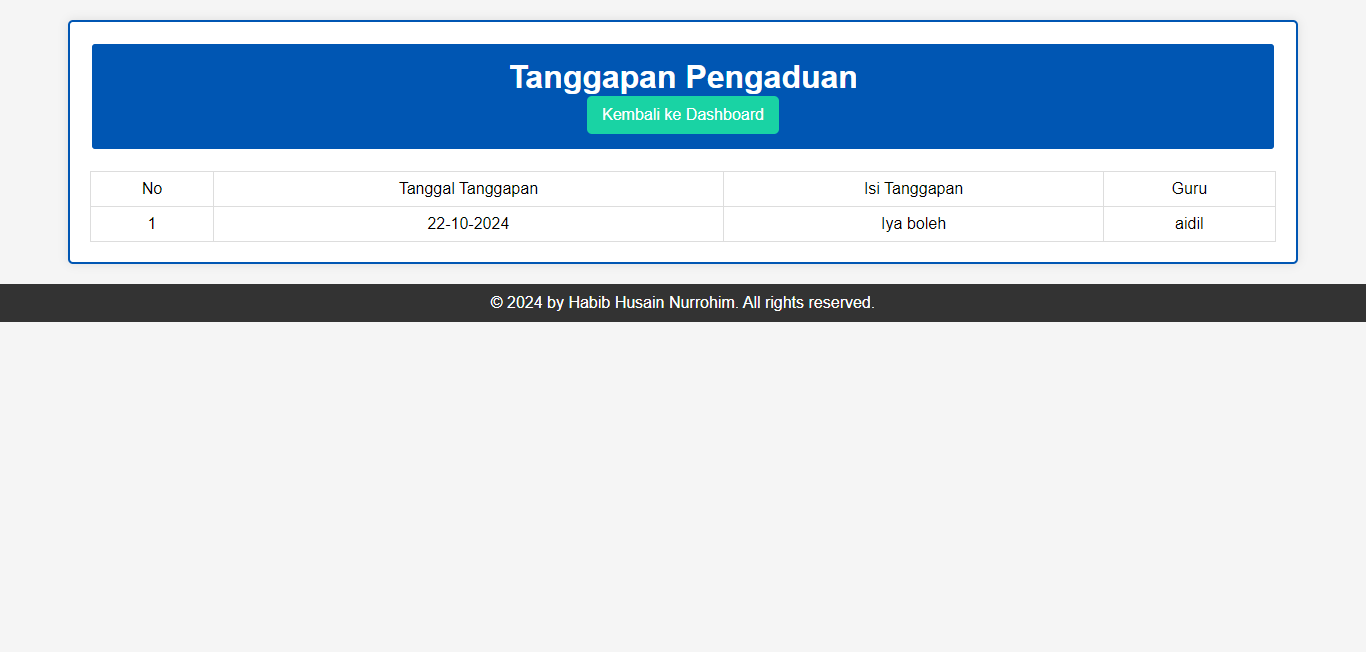 Tanggapan Pengaduan
Kembali ke Dashboard
No Tanggal Tanggapan Isi Tanggapan Guru
1 22-10-2024 Iya boleh aidil
© 2024 by Habib Husain Nurrohim. All rights reserved.